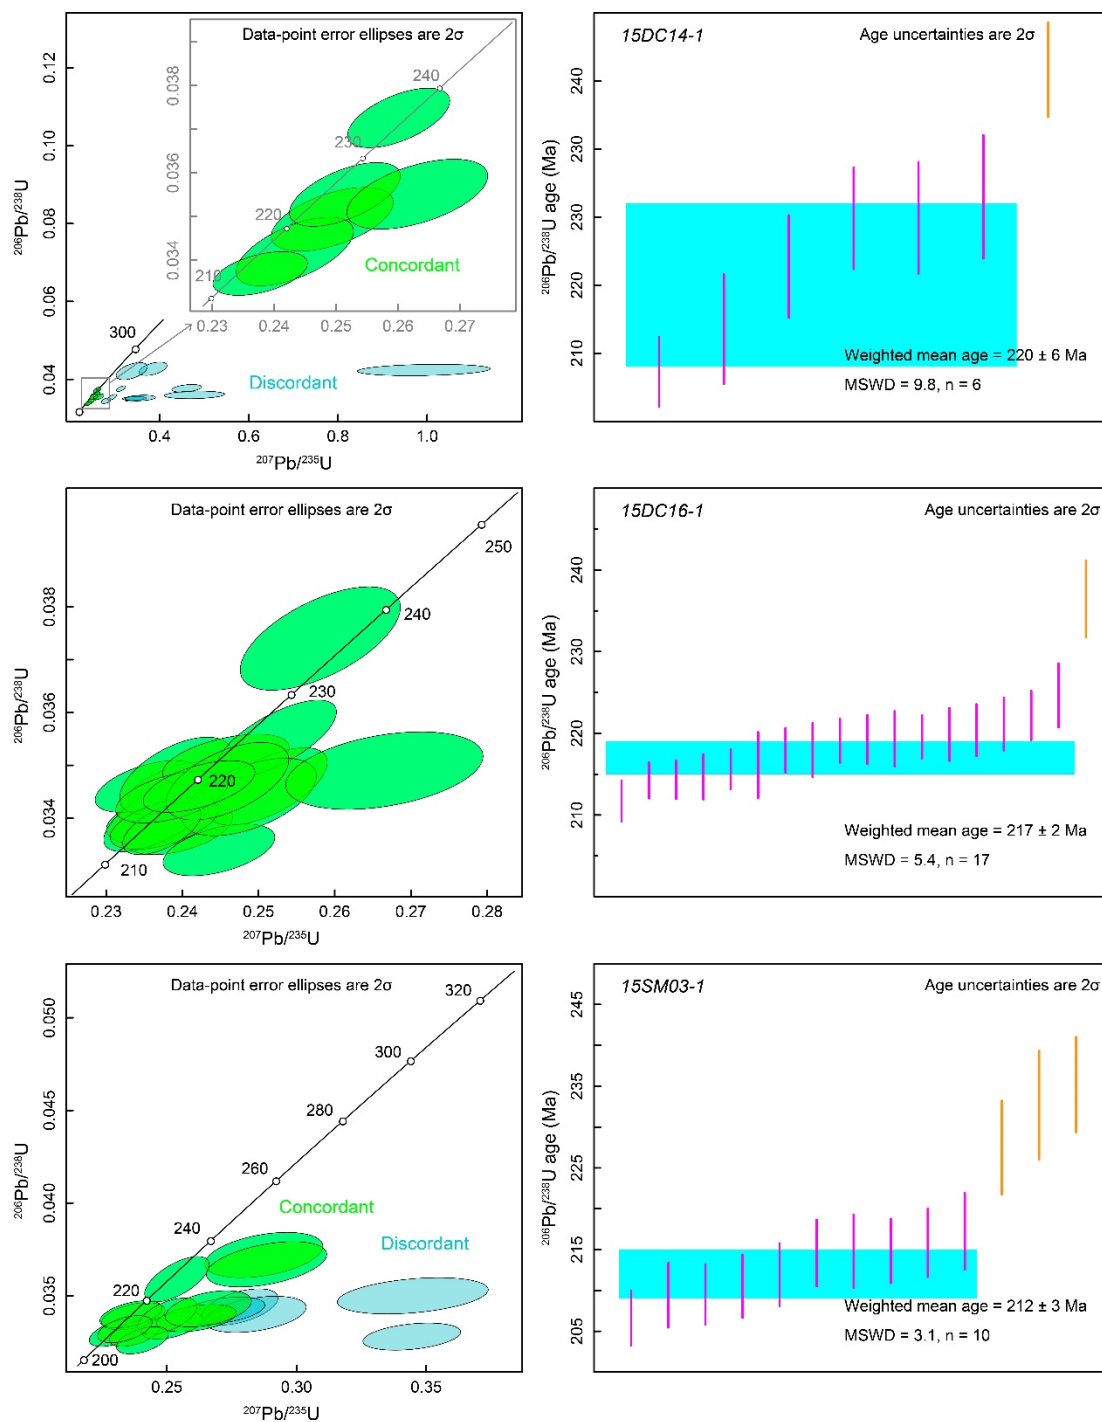 Data-point error ellipses are 2σ
0.12
0.10
0.08
0.06
0.04
²⁰⁶Pb/²³⁸U
0.038
0.036
0.034
240
230
220
210
Concordant
0.23
0.24
0.25
0.26
0.27
300
Discordant
0.4
0.6
0.8
1.0
²⁰⁷Pb/²³⁵U
15DC14-1
Age uncertainties are 2σ
²⁰⁶Pb/²³⁸U age (Ma)
240
230
230
220
210
Weighted mean age = 220 ± 6 Ma
MSWD = 9.8, n = 6
Data-point error ellipses are 2σ
²⁰⁶Pb/²³⁸U
0.038
0.036
0.034
250
240
230
220
210
0.23
0.24
0.25
0.26
0.27
0.28
²⁰⁷Pb/²³⁵U
15DC16-1
Age uncertainties are 2σ
²⁰⁶Pb/²³⁸U age (Ma)
240
230
220
210
Weighted mean age = 217 ± 2 Ma
MSWD = 5.4, n = 17
Data-point error ellipses are 2σ
²⁰⁶Pb/²³⁸U
0.050
0.045
0.040
0.035
320
300
280
260
240
220
200
Concordant
Discordant
0.25
0.30
0.35
²⁰⁷Pb/²³⁵U
15SM03-1
Age uncertainties are 2σ
²⁰⁶Pb/²³⁸U age (Ma)
245
235
225
215
205
Weighted mean age = 212 ± 3 Ma
MSWD = 3.1, n = 10